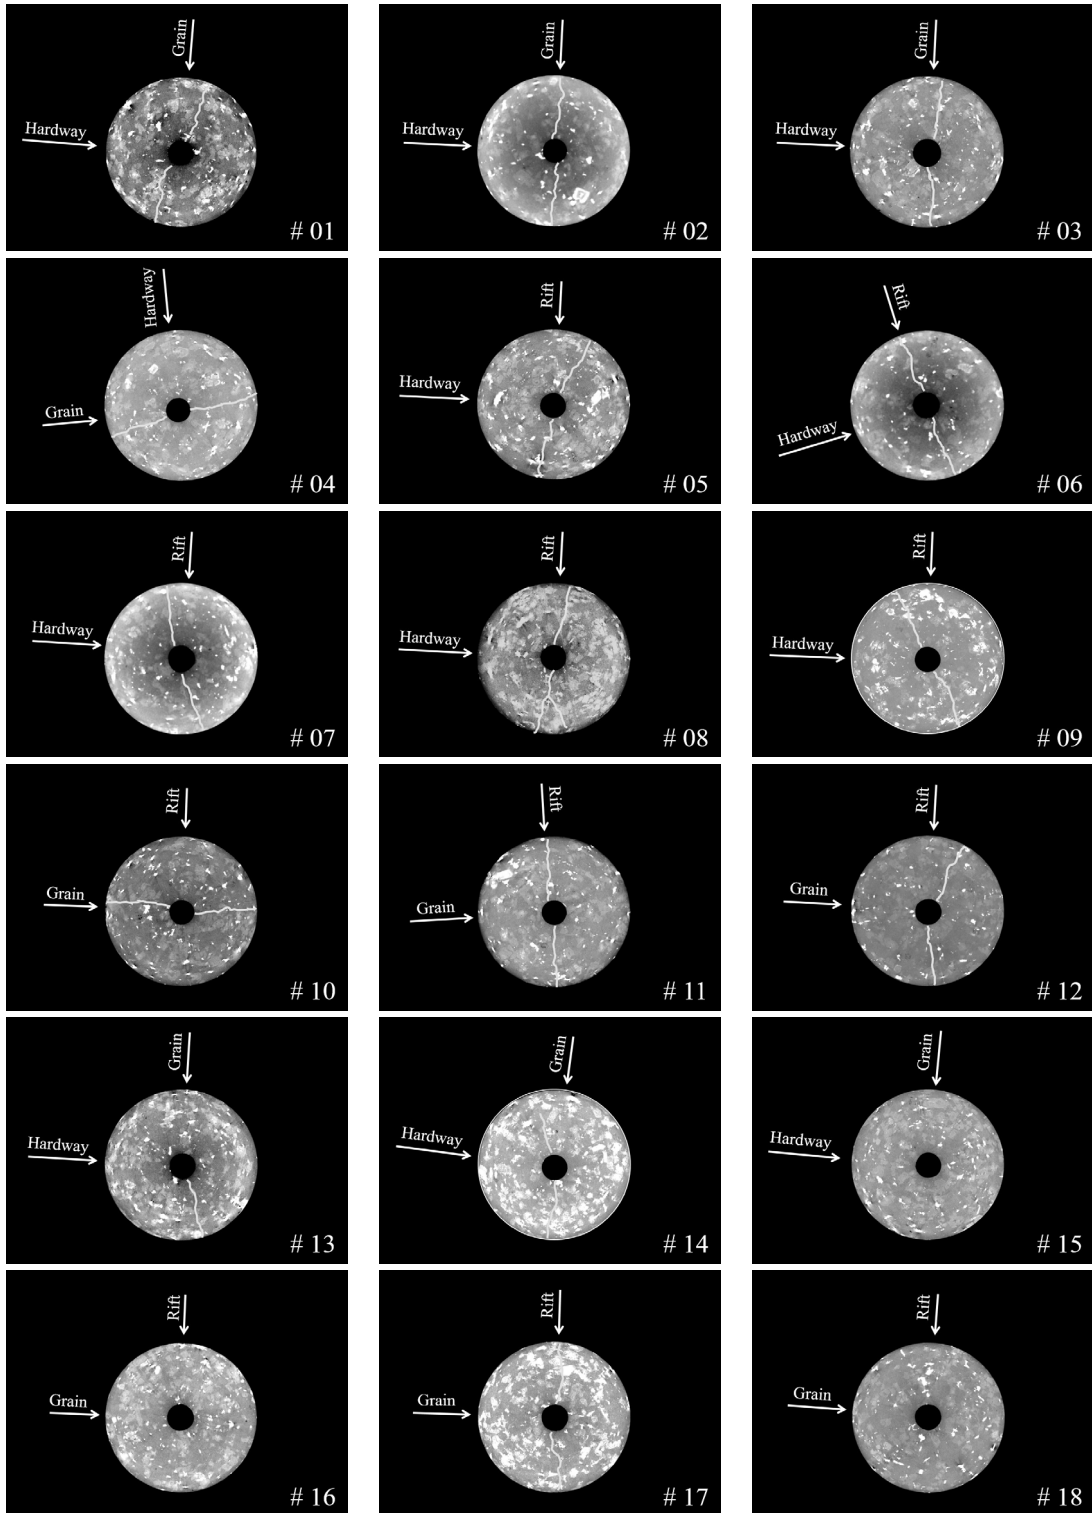 Grain
Hardway
# 01
Grain
Hardway
# 02
Grain
Hardway
# 03
Hardway
Grain
# 04
Rift
Hardway
# 05
Rift
Hardway
# 06
Rift
Hardway
# 07
Rift
Hardway
# 08
Rift
Hardway
# 09
Rift
Grain
# 10
Rift
Grain
# 11
Rift
Grain
# 12
Grain
Hardway
# 13
Grain
Hardway
# 14
Grain
Hardway
# 15
Rift
Grain
# 16
Rift
Grain
# 17
Rift
Grain
# 18